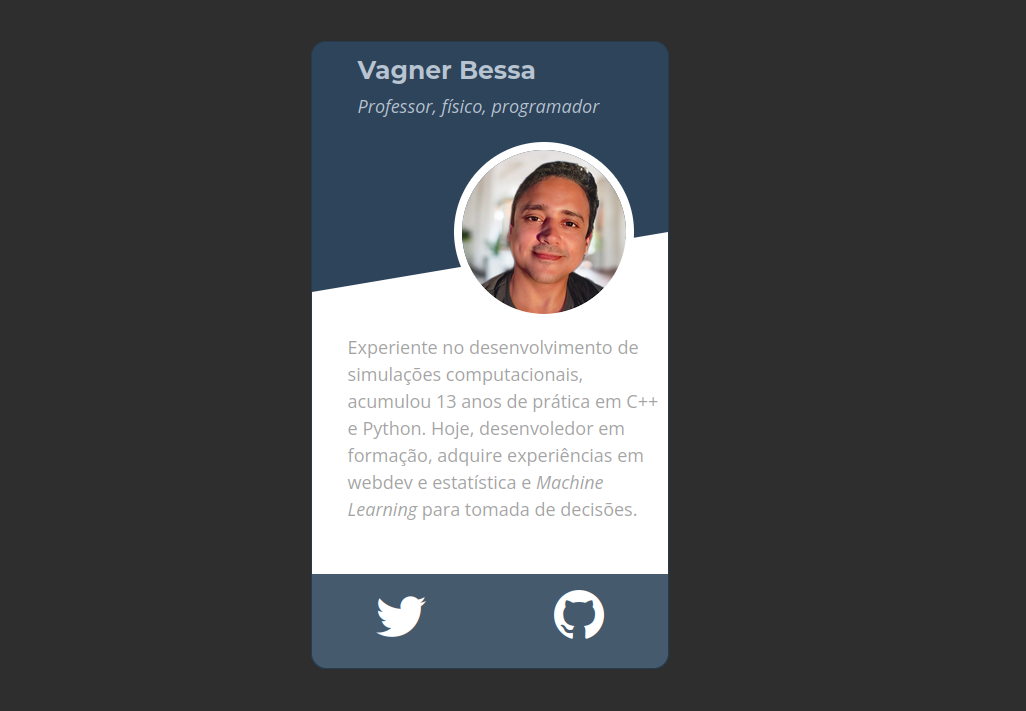 Vagner Bessa
Professor, físico, programador
Experiente no desenvolvimento de
simulações computacionais,
acumulou 13 anos de prática em C++
e Python. Hoje, desenvoledor em
formação, adquire experiências em
webdev e estatística e Machine
Learning para tomada de decisões.